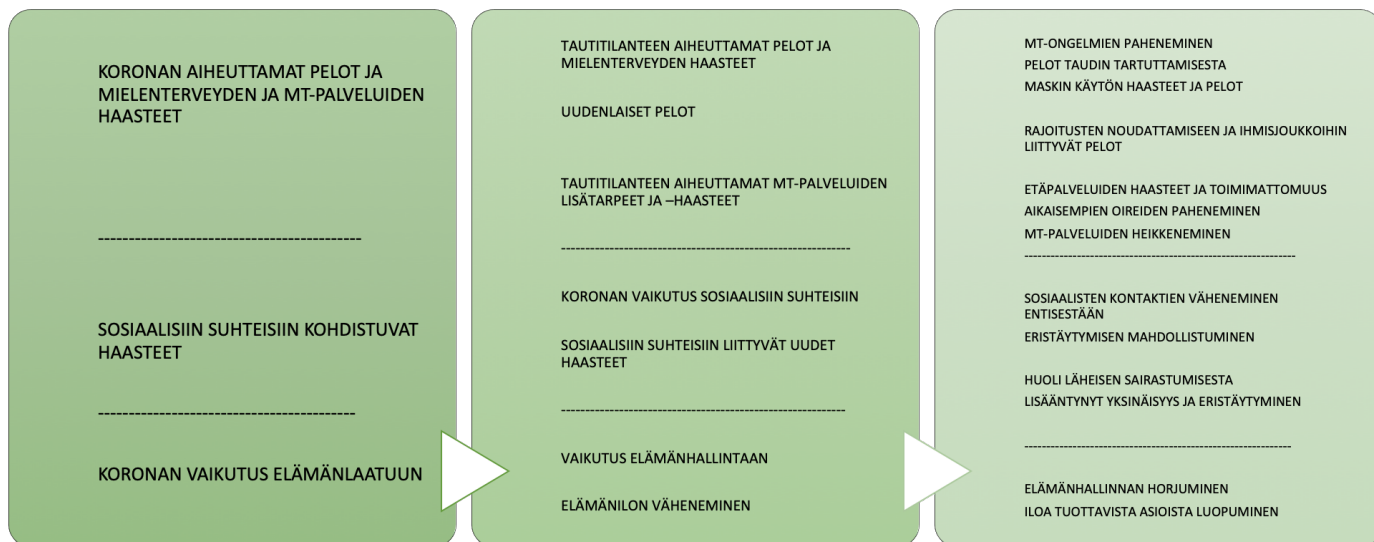 KORONAN AIHEUTTAMAT PELOT JA
MIELENTERVEYDEN JA MT-PALVELUIDEN
HAASTEET
-------------------------------------------
SOSIAALISIIN SUHTEISIIN KOHDISTUVAT
HAASTEET
------------------------------------------
KORONAN VAIKUTUS ELÄMÄNLAATUUN
TAUTITILANTEEN AIHEUTTAMAT PELOT JA
MIELENTERVEYDEN HAASTEET
UUDENLAISET PELOT
TAUTITILANTEEN AIHEUTTAMAT MT-PALVELUIDEN
LISÄTARPEET JA –HAASTEET
------------------------------------------------------------
KORONAN VAIKUTUS SOSIAALISIIN SUHTEISIIN
SOSIAALISIIN SUHTEISIIN LIITTYVÄT UUDET
HAASTEET
-----------------------------------------------------------
VAIKUTUS ELÄMÄNHALLINTAAN
ELÄMÄNILON VÄHENEMINEN
MT-ONGELMIEN PAHENEMINEN
PELOT TAUDIN TARTUTTAMISESTA
MASKIN KÄYTÖN HAASTEET JA PELOT
RAJOITUSTEN NOUDATTAMISEEN JA IHMISJOUKKOIHIN
LIITTYVÄT PELOT
ETÄPALVELUIDEN HAASTEET JA TOIMIMATTOMUUS
AIKAISEMPIEN OIREIDEN PAHENEMINEN
MT-PALVELUIDEN HEIKKENEMINEN
--------------------------------------------------------------
SOSIAALISTEN KONTAKTIEN VÄHENEMINEN
ENTISESTÄÄN
ERISTÄYTYMISEN MAHDOLLISTUMINEN
HUOLI LÄHEISEN SAIRASTUMISESTA
LISÄÄNTYNYT YKSINÄISYYS JA ERISTÄYTYMINEN
-------------------------------------------------------------
ELÄMÄNHALLINNAN HORJUMINEN
ILOA TUOTTAVISTA ASIOISTA LUOPUMINEN